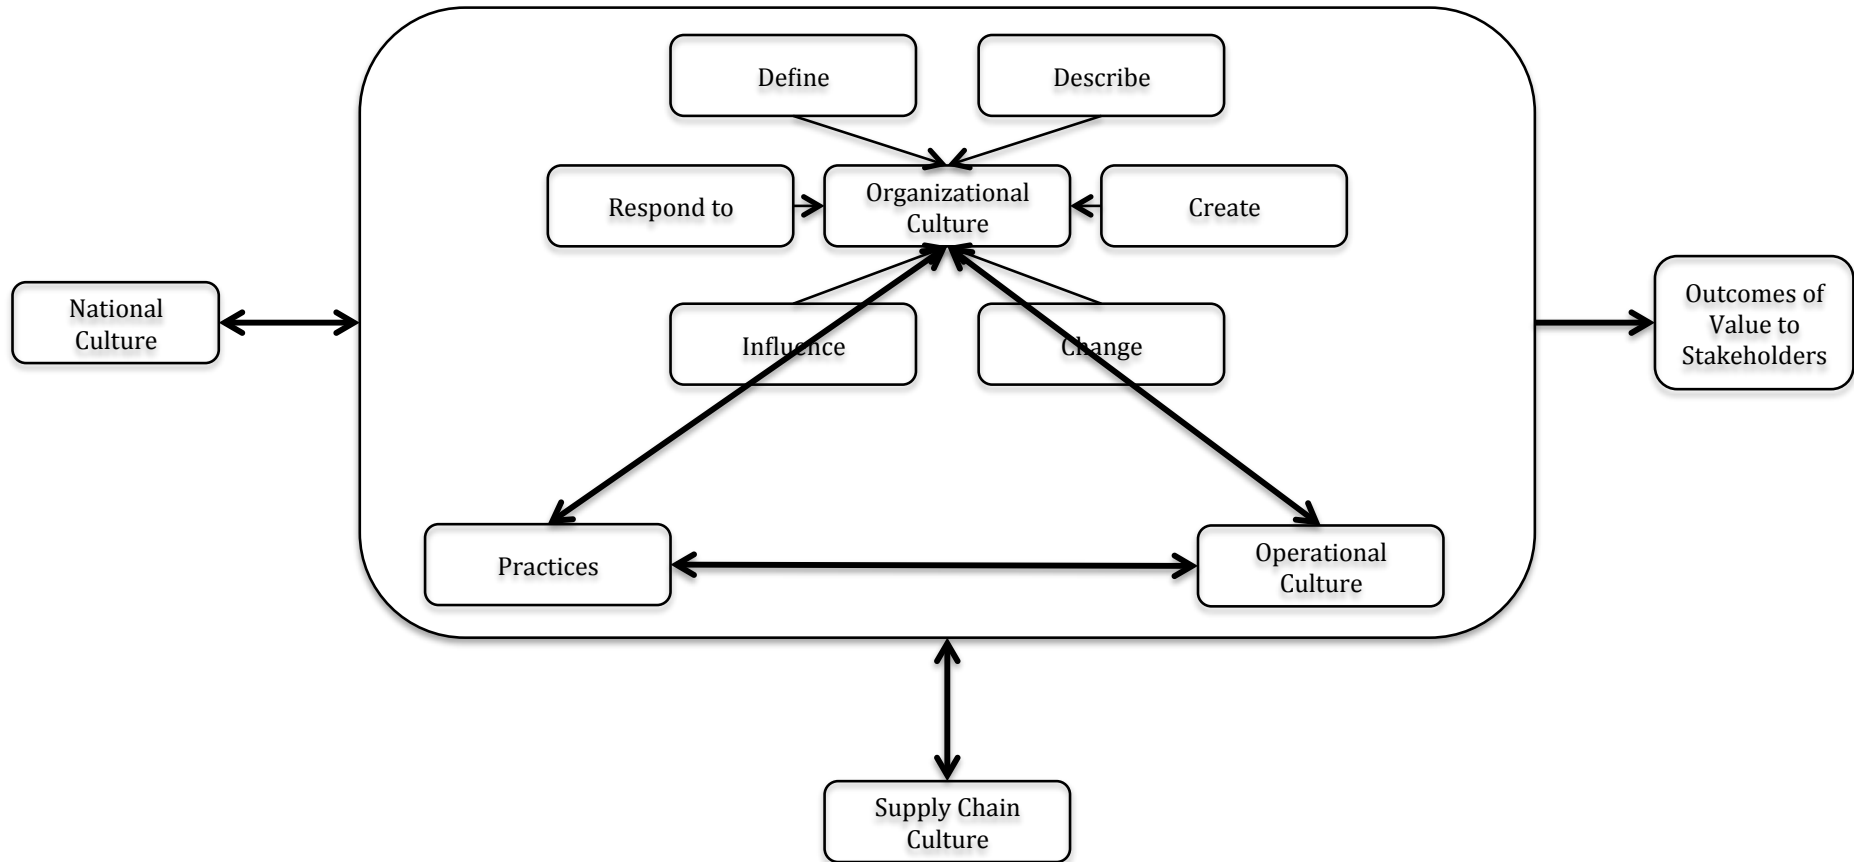 Define
Describe
Respond to
Organizational
Culture
Create
National
Culture
Influence
Change
Outcomes of
Value to
Stakeholders
Practices
Operational
Culture
Supply Chain
Culture